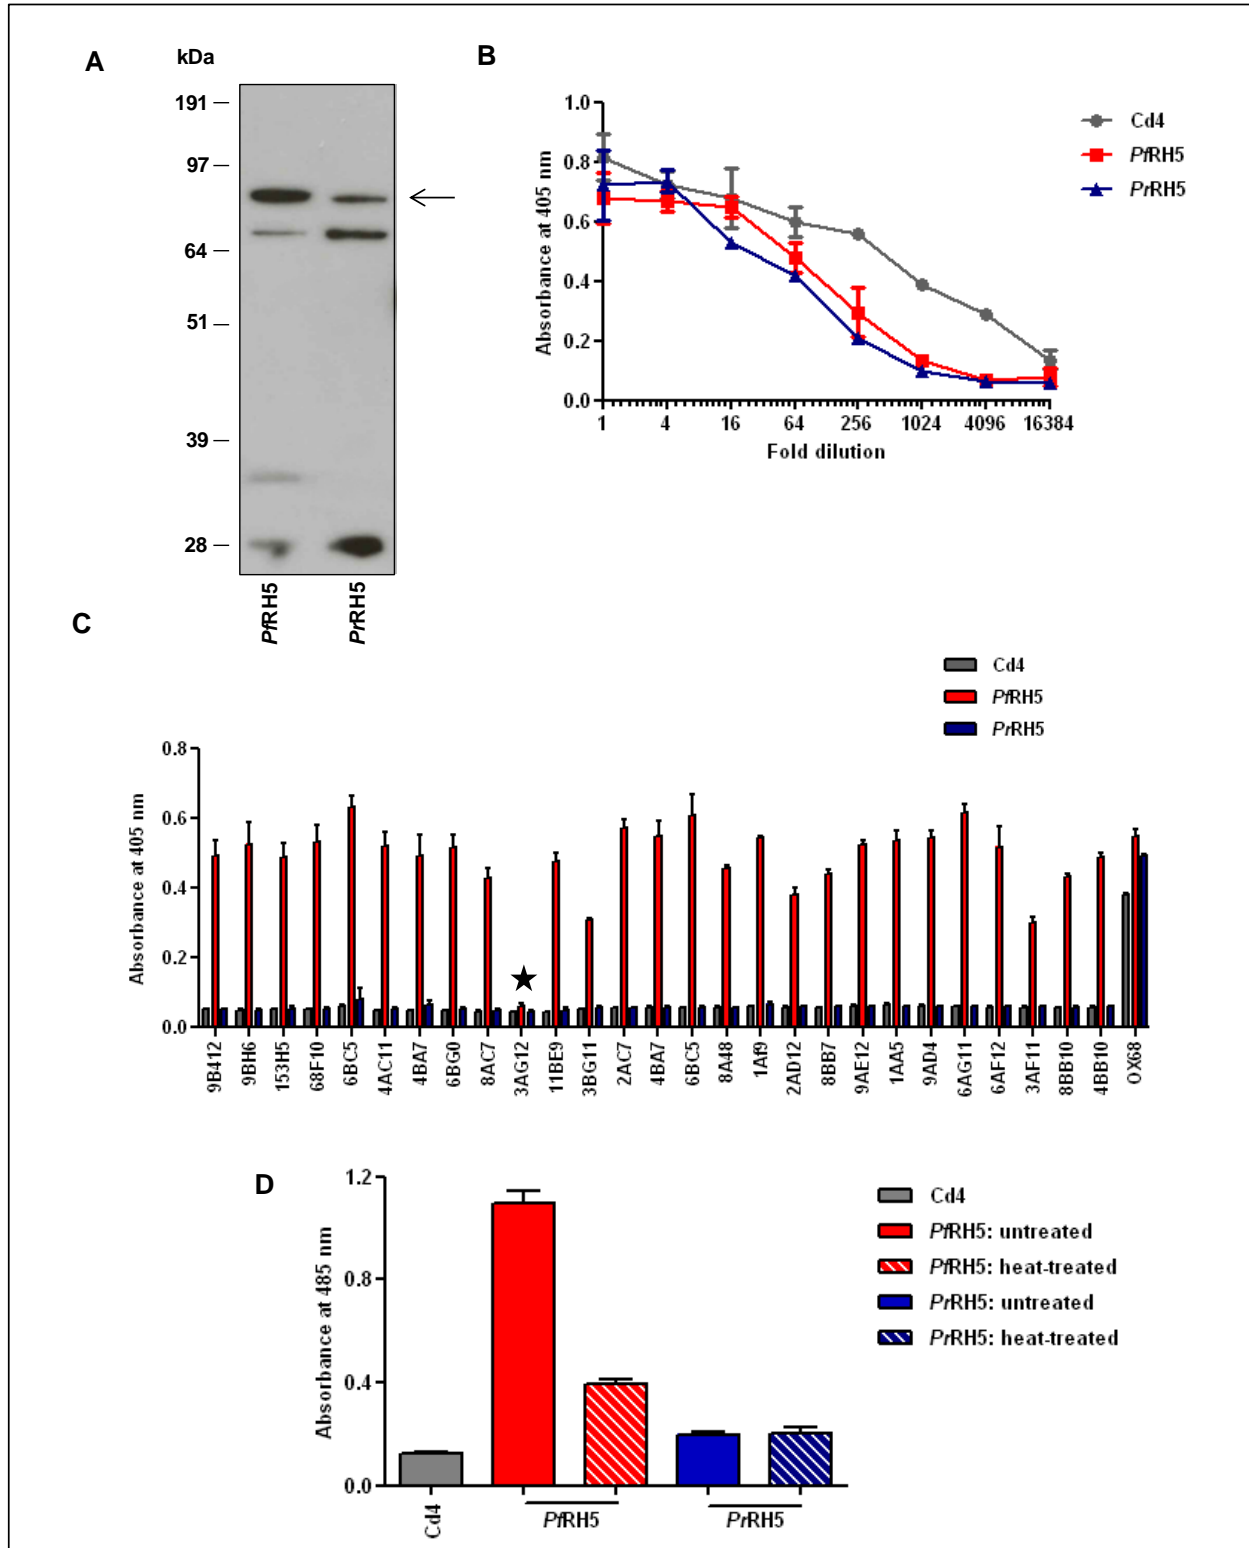 A
kDa
191
97
64
51
39
28
PfRH5
PrRH5
B
1.0
0.8
0.6
0.4
0.2
0.0
Absorbance at 405 nm
1 4 16 64 256 1024 4096 16384
Fold dilution
Cd4
PfRH5
PrRH5
C
Cd4
PfRH5
PrRH5
0.8
0.6
0.4
0.2
0.0
Absorbance at 405 nm
9B412 9BH6 153H5 68F10 6BC5 4AC11 4BA7 6BG0 8AC7 3AG12 11BE9 3BG11 2AC7 4BA7 6BC5 8A48 1Af9 2AD12 8BB7 9AE12 1AA5 9AD4 6AG11 6AF12 3AF11 8BB10 4BB10 OX68
D
1.2
0.8
0.4
0.0
Absorbance at 485 nm
Cd4
PfRH5
PrRH5
Cd4
PfRH5: untreated
PfRH5: heat-treated
PrRH5: untreated
PrRH5: heat-treated